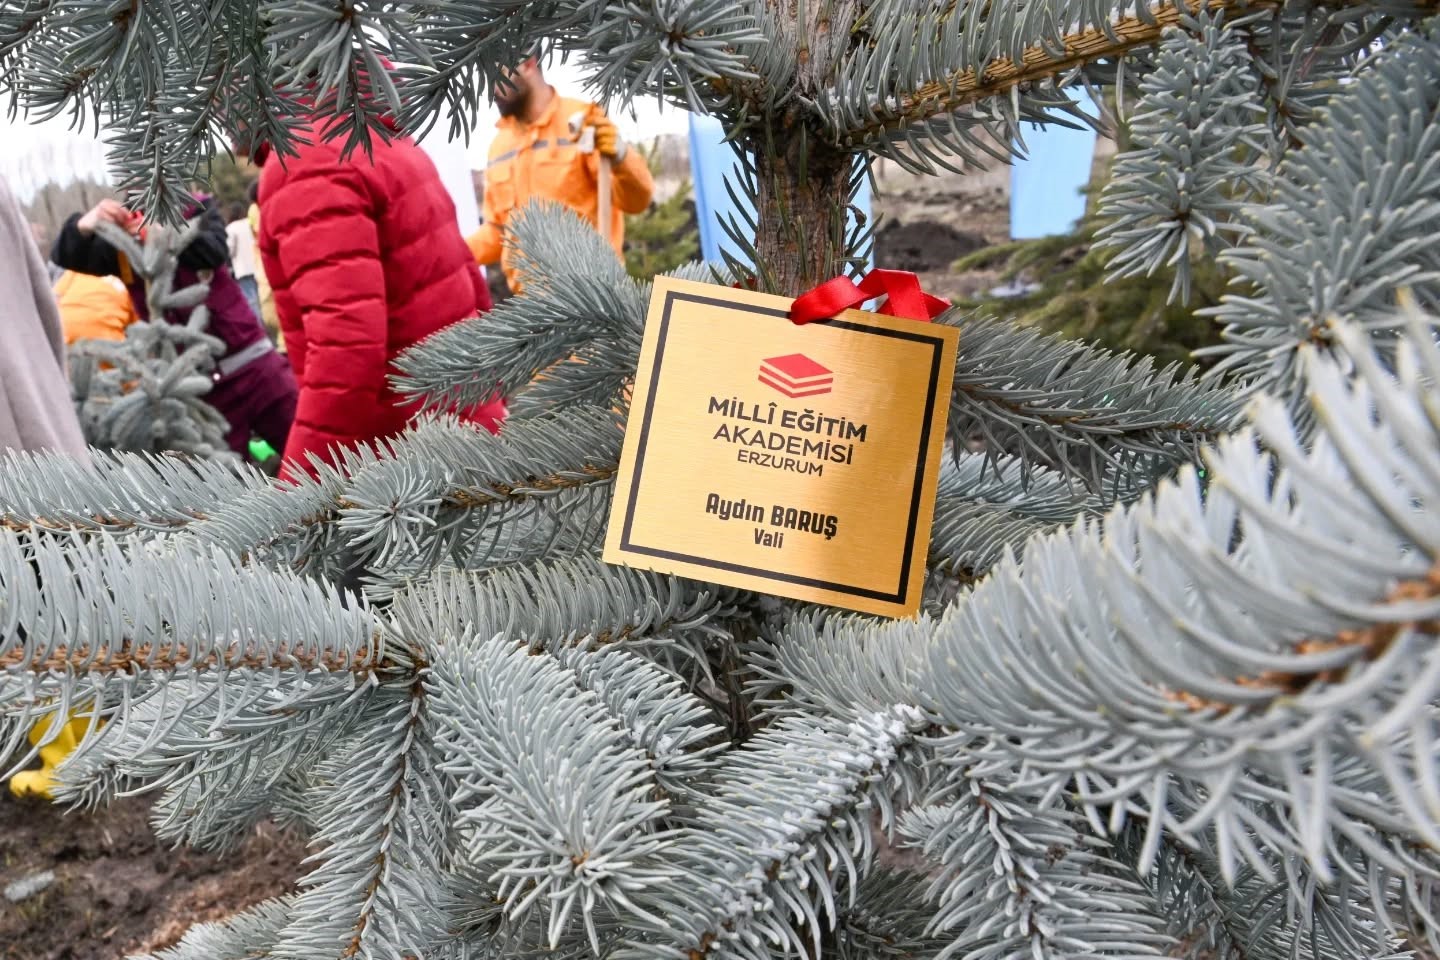 MİLLÎ EĞİTİM
AKADEMİSİ
ERZURUM
Aydın BARUŞ
Vali